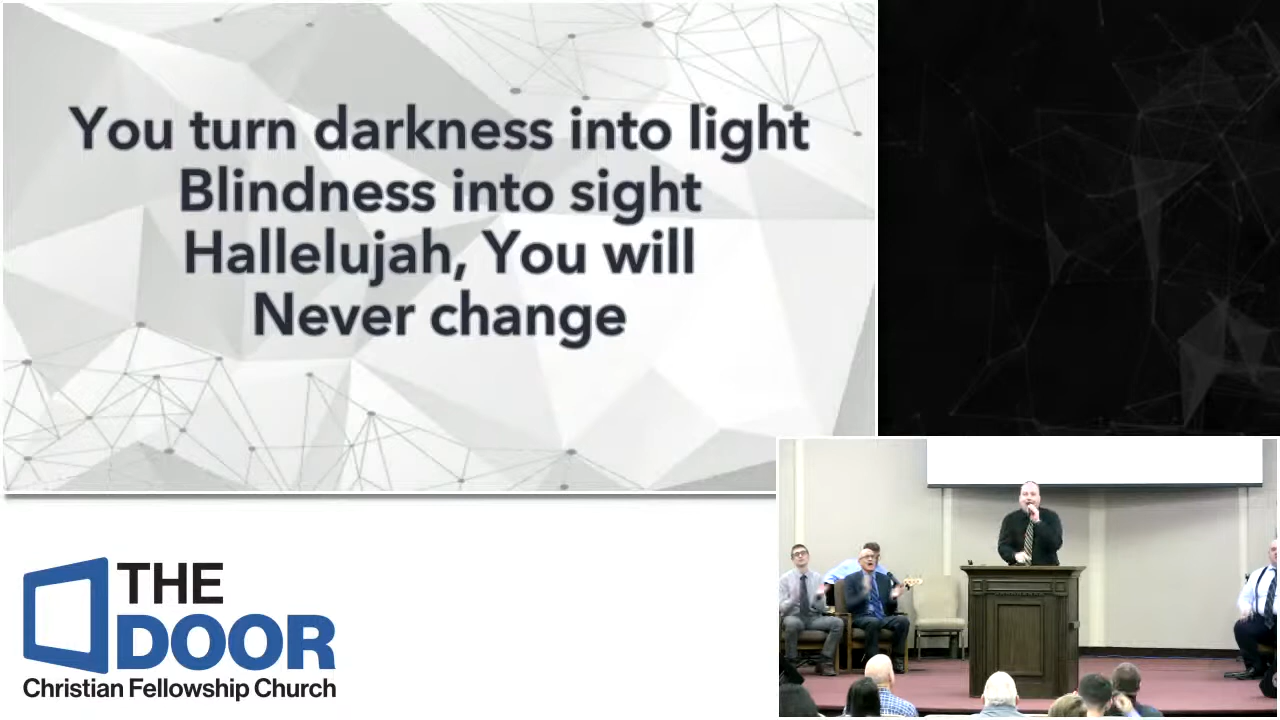 You turn darkness into light
Blindness into sight
Hallelujah, You will
Never change
THE
DOOR
Christian Fellowship Church